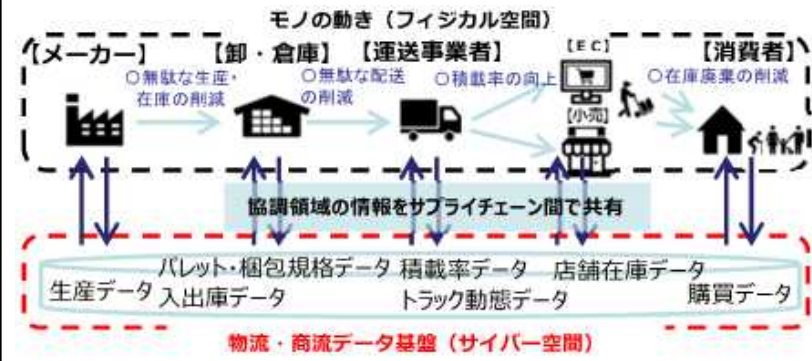 モノの動き（フィジカル空間）
【メーカー】
【卸・倉庫】
【運送事業者】
【EC】
【消費者】
○無駄な生産・
在庫の削減
○無駄な配送
の削減
○積載率の向上
○在庫廃棄の削減
【小売】
協調領域の情報をサプライチェーン間で共有
生産データ
パレット・梱包規格データ
入出庫データ
積載率データ
トラック動態データ
店舗在庫データ
購買データ
物流・商流データ基盤（サイバー空間）